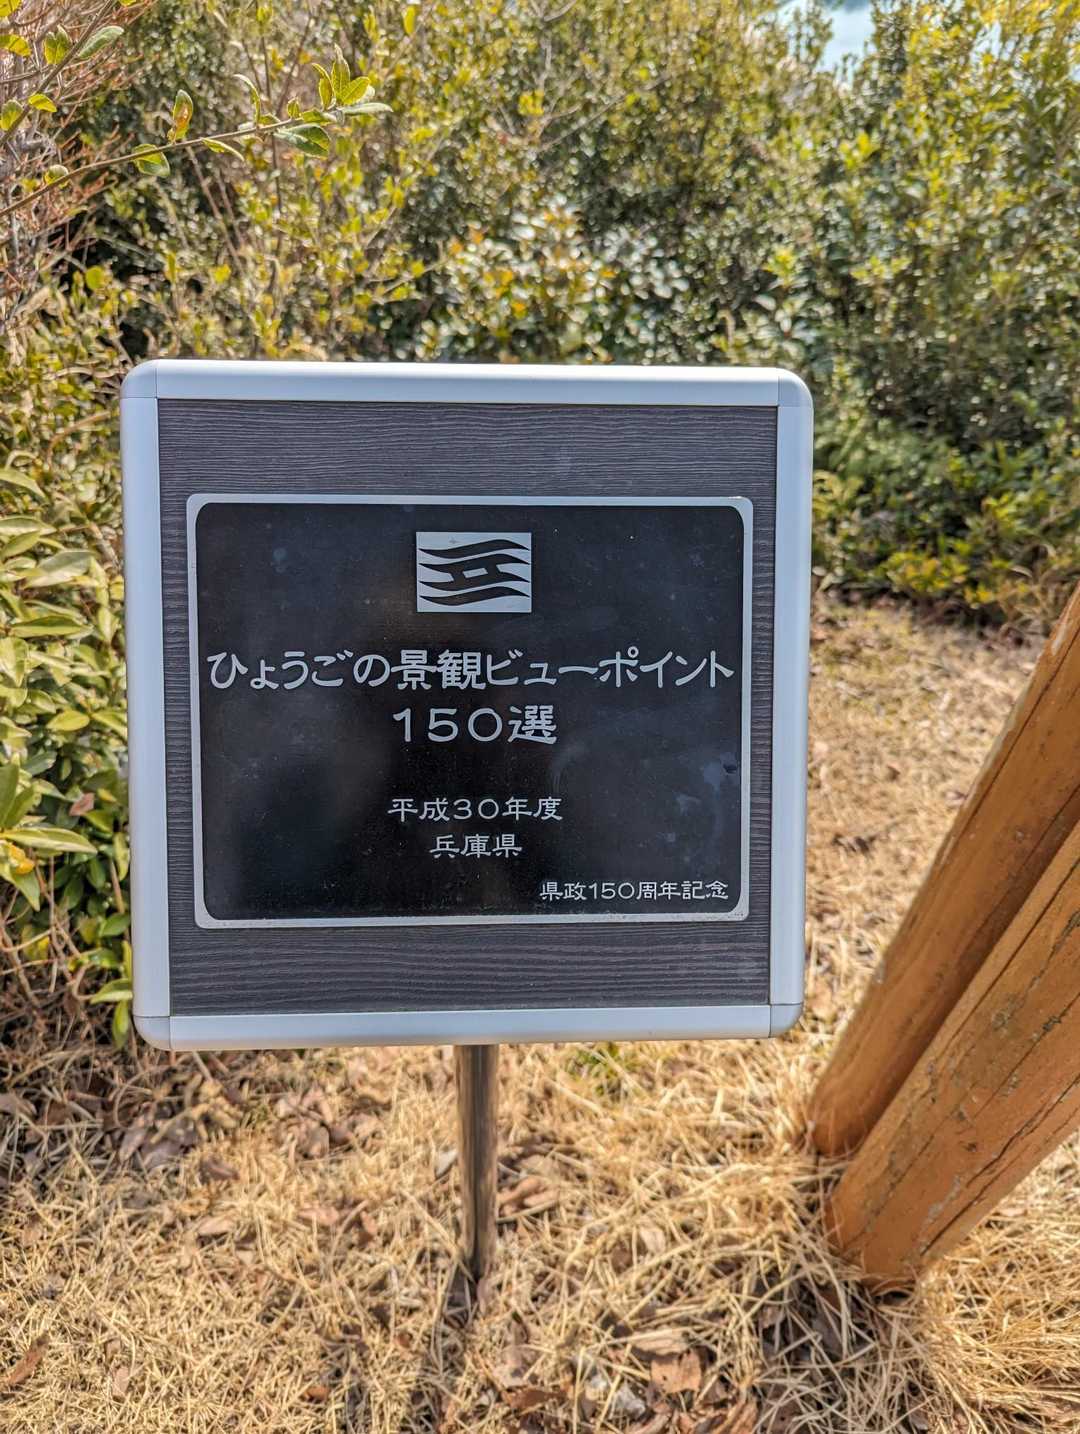 ひょうごの景観ビューポイント
150選
平成30年度
兵庫県
県政150周年記念